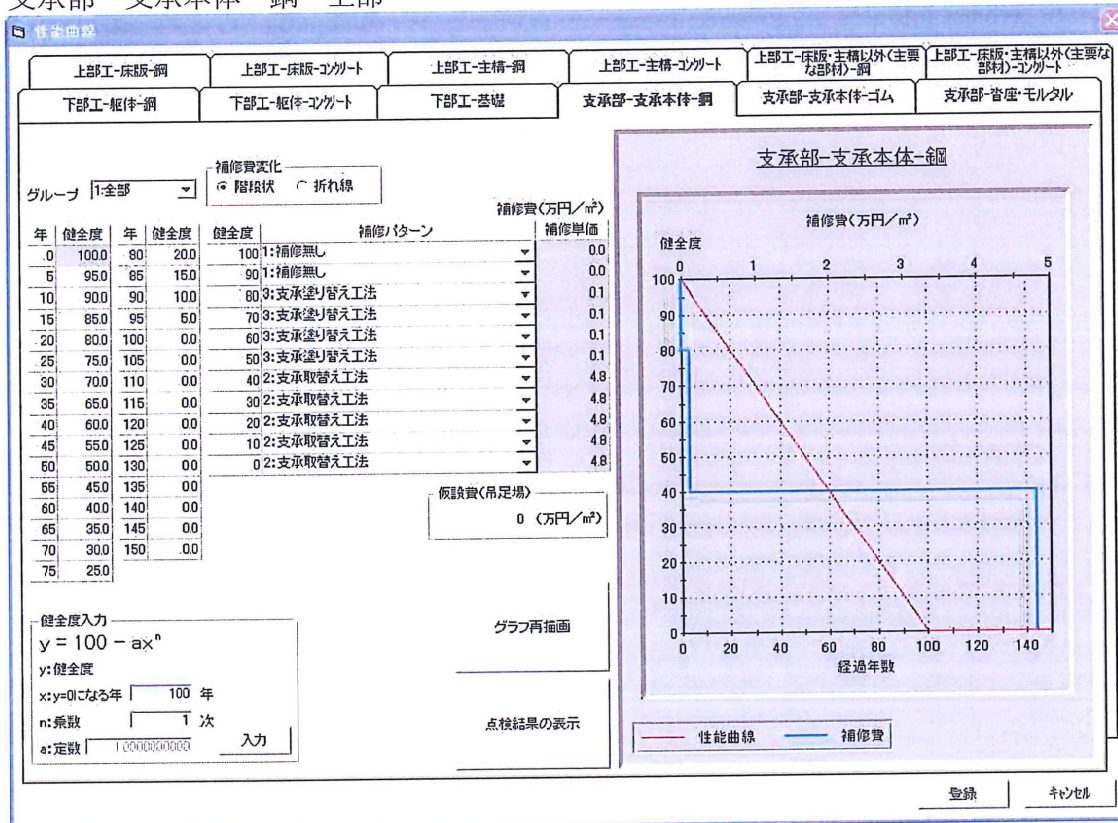 性能曲線
上部工-床版-鋼 上部工-床版-コンクリート 上部工-主構-鋼 上部工-主構-コンクリート 上部工-床版・主構以外(主要な部材)-鋼 上部工-床版・主構以外(主要な部材)-コンクリート
下部工-躯体-鋼 下部工-躯体-コンクリート 下部工-基礎 支承部-支承本体-鋼 支承部-支承本体-ゴム 支承部-沓座・モルタル
グループ 1:全部
補修費変化
階段状 折れ線
補修費(万円/㎡)
年 健全度 年 健全度 健全度 補修パターン 補修単価
0 100.0 80 20.0 100 1:補修無し 0.0
5 95.0 85 15.0 90 1:補修無し 0.0
10 90.0 90 10.0 80 3:支承塗り替え工法 0.1
15 85.0 95 5.0 70 3:支承塗り替え工法 0.1
20 80.0 100 0.0 60 3:支承塗り替え工法 0.1
25 75.0 105 0.0 50 3:支承塗り替え工法 0.1
30 70.0 110 0.0 40 2:支承取替え工法 4.8
35 65.0 115 0.0 30 2:支承取替え工法 4.8
40 60.0 120 0.0 20 2:支承取替え工法 4.8
45 55.0 125 0.0 10 2:支承取替え工法 4.8
50 50.0 130 0.0 0 2:支承取替え工法 4.8
55 45.0 135 0.0
60 40.0 140 0.0
65 35.0 145 0.0
70 30.0 150 0.0
75 25.0
仮設費(吊足場)
0 (万円/㎡)
健全度入力
y = 100 - axⁿ
y:健全度
x:y=0になる年 100 年
n:乗数 1 次
a:定数 1.0000000000
入力
グラフ再描画
点検結果の表示
支承部-支承本体-鋼
補修費(万円/㎡)
健全度
0 1 2 3 4 5
100
90
80
70
60
50
40
30
20
10
0
0 20 40 60 80 100 120 140
経過年数
性能曲線 補修費
登録 キャンセル